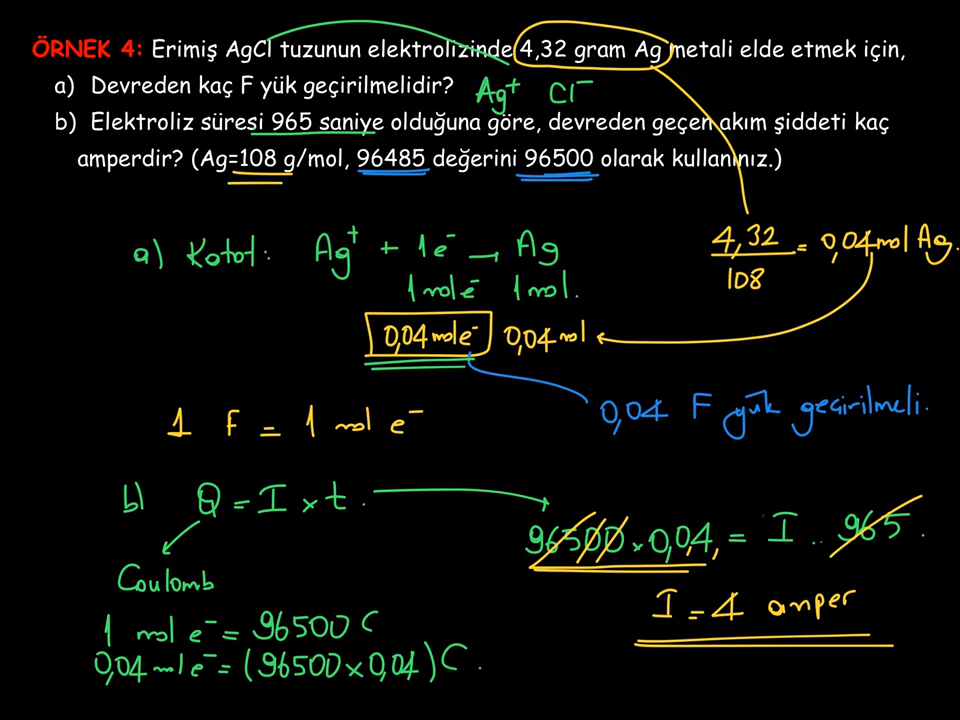 ÖRNEK 4: Erimiş AgCl tuzunun elektrolizinde 4,32 gram Ag metali elde etmek için,
a) Devreden kaç F yük geçirilmelidir?
Ag⁺ Cl⁻
b) Elektroliz süresi 965 saniye olduğuna göre, devreden geçen akım şiddeti kaç
amperdir? (Ag=108 g/mol, 96485 değerini 96500 olarak kullanınız.)
a) Katot: Ag⁺ + 1e⁻ → Ag
1 mol e⁻ 1 mol.
4,32/108 = 0,04 mol Ag.
0,04 mol e⁻ 0,04 mol
0,04 F yük geçirilmeli.
1 F = 1 mol e⁻
b) Q = I × t.
96500 × 0,04 = I . 965.
Coulomb
I = 4 amper
1 mol e⁻ = 96500 C
0,04 mol e⁻ = (96500 × 0,04) C.